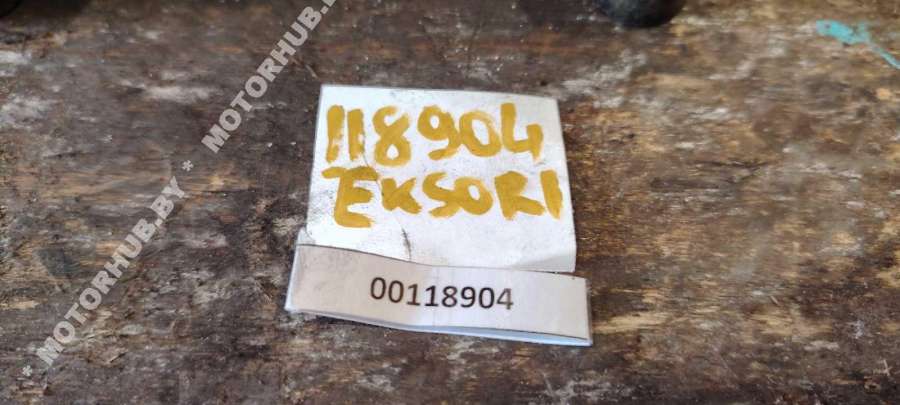 * MOTORHUB.BY * MOTORHUB.BY
118904
EKSORI
00118904